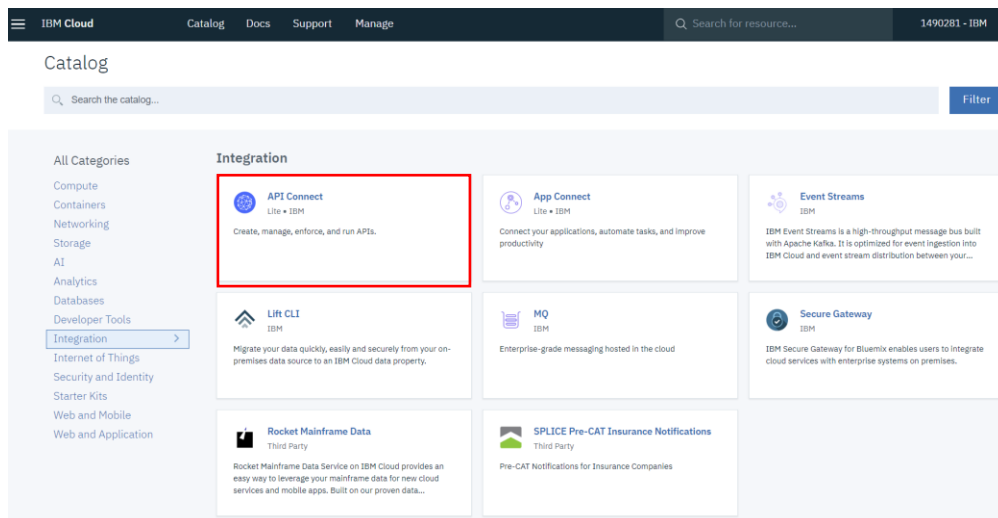 IBM Cloud
Catalog
Docs
Support
Manage
Search for resource...
1490281 - IBM
Catalog
Search the catalog...
Filter
All Categories
Compute
Containers
Networking
Storage
AI
Analytics
Databases
Developer Tools
Integration
Internet of Things
Security and Identity
Starter Kits
Web and Mobile
Web and Application
Integration
API Connect
Lite • IBM
Create, manage, enforce, and run APIs.
App Connect
Lite • IBM
Connect your applications, automate tasks, and improve
productivity
Event Streams
IBM
IBM Event Streams is a high-throughput message bus built
with Apache Kafka. It is optimized for event ingestion into
IBM Cloud and event stream distribution between your...
Lift CLI
IBM
Migrate your data quickly, easily and securely from your on-
premises data source to an IBM Cloud data property.
MQ
IBM
Enterprise-grade messaging hosted in the cloud
Secure Gateway
IBM
IBM Secure Gateway for Bluemix enables users to integrate
cloud services with enterprise systems on premises.
Rocket Mainframe Data
Third Party
Rocket Mainframe Data Service on IBM Cloud provides an
easy way to leverage your mainframe data for new cloud
services and mobile apps. Built on our proven data...
SPLICE Pre-CAT Insurance Notifications
Third Party
Pre-CAT Notifications for Insurance Companies